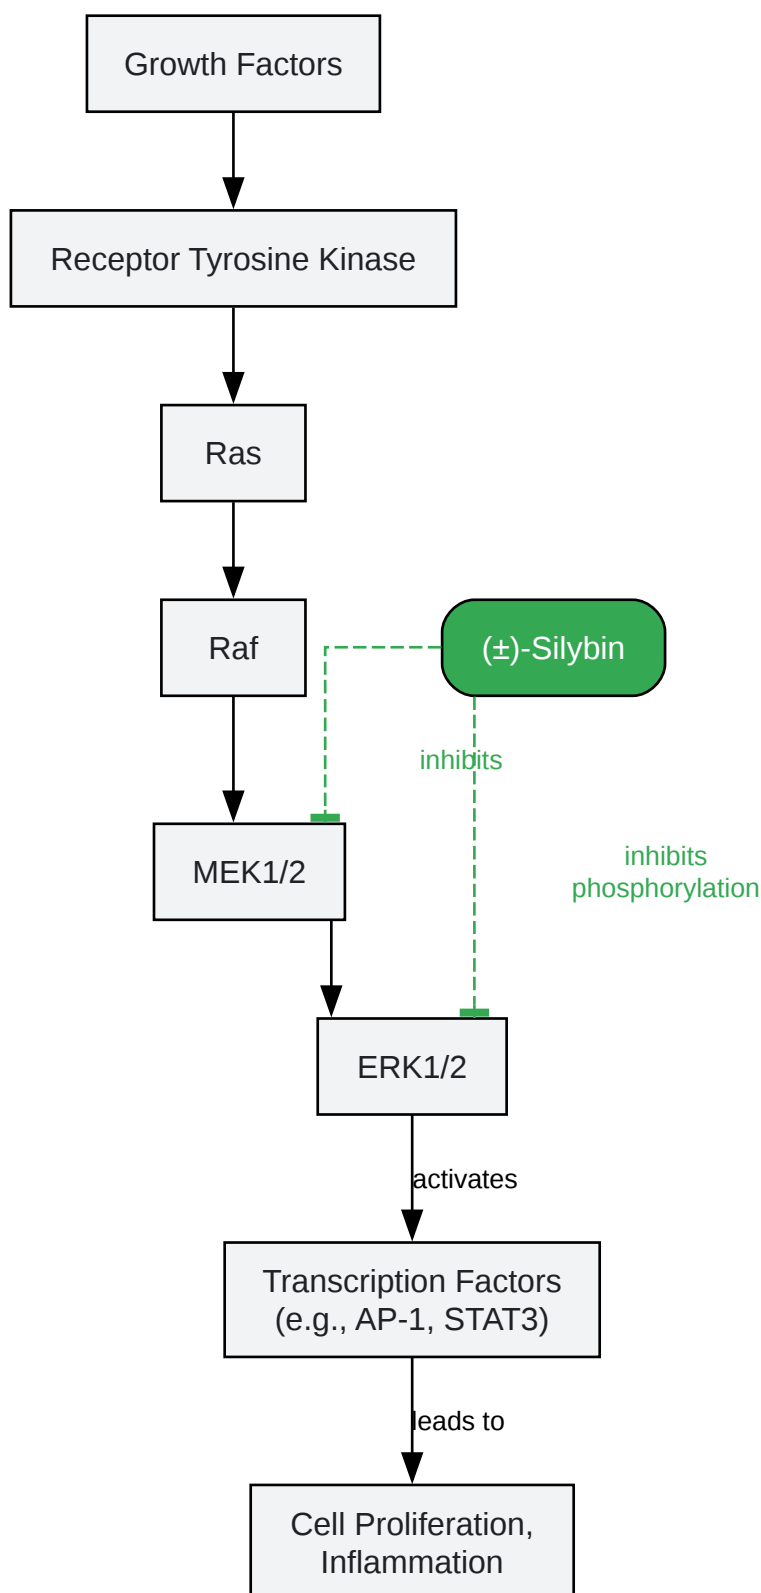 Growth Factors
Receptor Tyrosine Kinase
Ras
Raf
(±)-Silybin
inhibits
inhibits
phosphorylation
MEK1/2
ERK1/2
activates
Transcription Factors
(e.g., AP-1, STAT3)
leads to
Cell Proliferation,
Inflammation